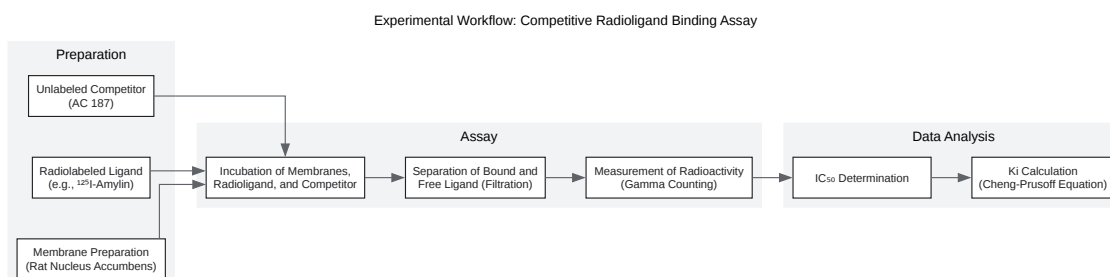 Experimental Workflow: Competitive Radioligand Binding Assay
Preparation
Unlabeled Competitor
(AC 187)
Radiolabeled Ligand
(e.g., ¹²⁵I-Amylin)
Membrane Preparation
(Rat Nucleus Accumbens)
Assay
Incubation of Membranes,
Radioligand, and Competitor
Separation of Bound and
Free Ligand (Filtration)
Measurement of Radioactivity
(Gamma Counting)
Data Analysis
IC₅₀ Determination
Ki Calculation
(Cheng-Prusoff Equation)